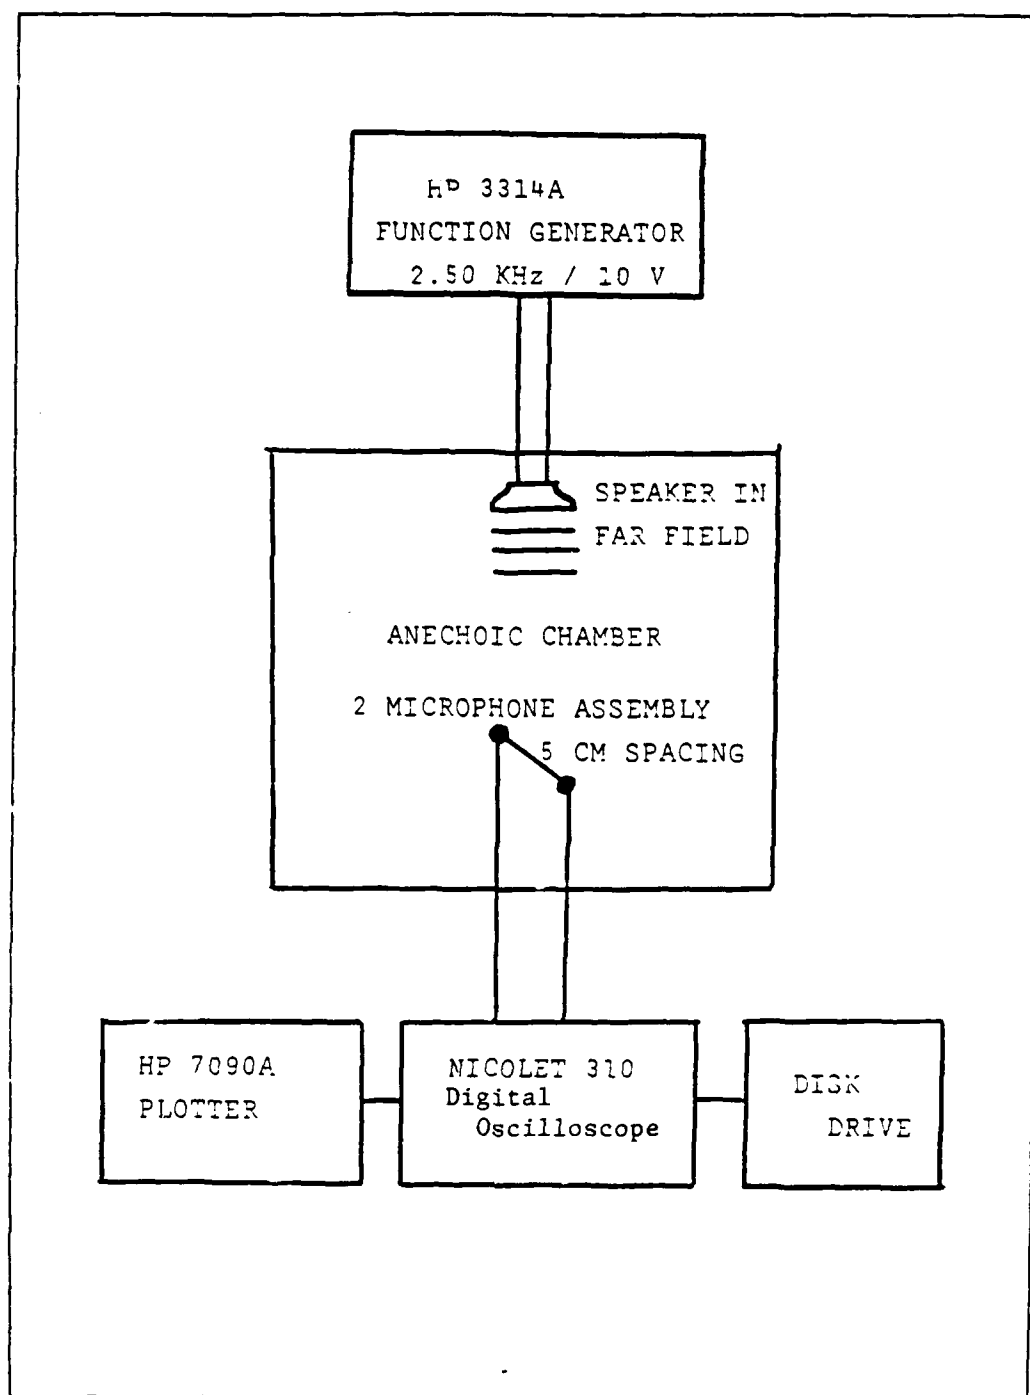 HP 3314A
FUNCTION GENERATOR
2.50 KHz / 10 V
SPEAKER IN
FAR FIELD
ANECHOIC CHAMBER
2 MICROPHONE ASSEMBLY
5 CM SPACING
HP 7090A
PLOTTER
NICOLET 310
Digital
Oscilloscope
DISK
DRIVE